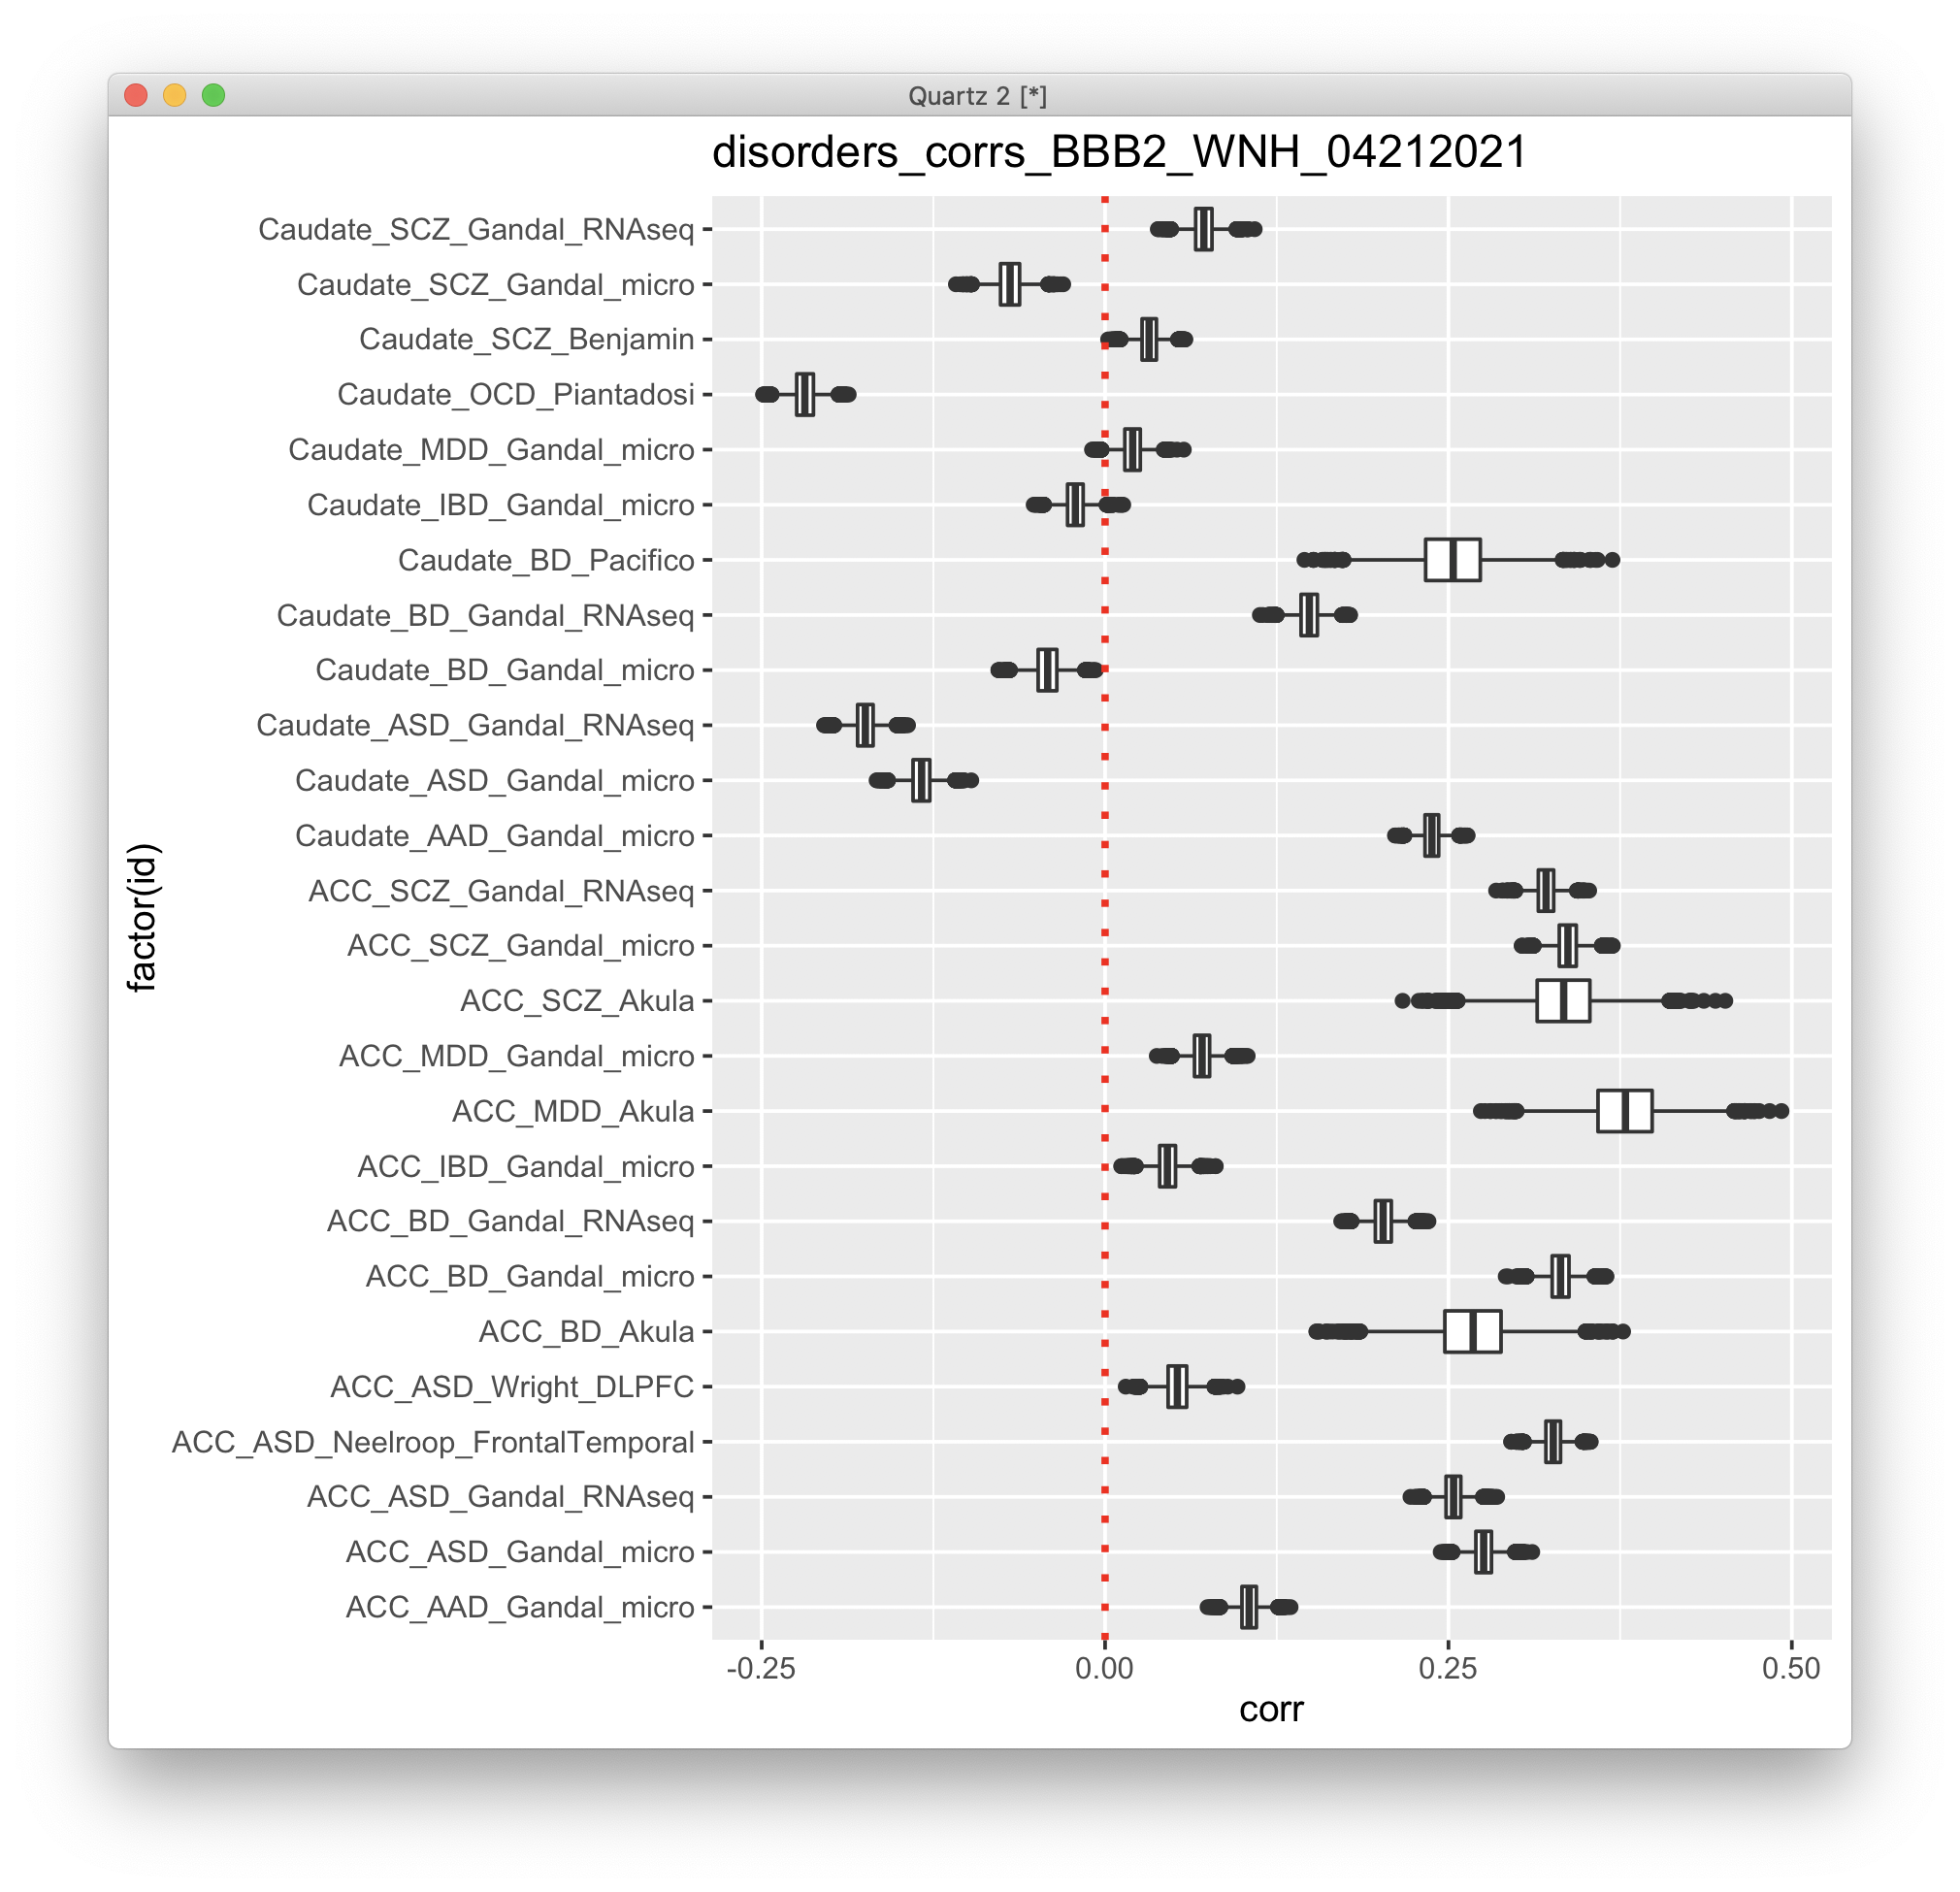 Quartz 2 [*]
disorders_corrs_BBB2_WNH_04212021
Caudate_SCZ_Gandal_RNAseq
Caudate_SCZ_Gandal_micro
Caudate_SCZ_Benjamin
Caudate_OCD_Piantadosi
Caudate_MDD_Gandal_micro
Caudate_IBD_Gandal_micro
Caudate_BD_Pacifico
Caudate_BD_Gandal_RNAseq
Caudate_BD_Gandal_micro
Caudate_ASD_Gandal_RNAseq
Caudate_ASD_Gandal_micro
Caudate_AAD_Gandal_micro
ACC_SCZ_Gandal_RNAseq
ACC_SCZ_Gandal_micro
ACC_SCZ_Akula
ACC_MDD_Gandal_micro
ACC_MDD_Akula
ACC_IBD_Gandal_micro
ACC_BD_Gandal_RNAseq
ACC_BD_Gandal_micro
ACC_BD_Akula
ACC_ASD_Wright_DLPFC
ACC_ASD_Neelroop_FrontalTemporal
ACC_ASD_Gandal_RNAseq
ACC_ASD_Gandal_micro
ACC_AAD_Gandal_micro
factor(id)
-0.25 0.00 0.25 0.50
corr